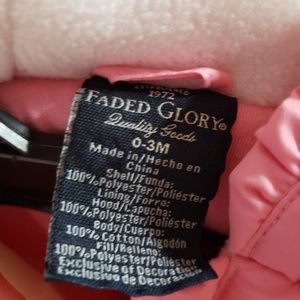 ESTABLISHED
1972
FADED GLORY®
Quality Goods
0-3M
Made in/Hecho en
China
Shell/Funda:
100%Polyester/Poliéster
Lining/Forro:
100%Polyester/Poliéster
Hood/Capucha:
100%Polyester/Poliéster
Body/Cuerpo:
100%Cotton/Algodón
Fill/Relleno:
100%Polyester/Poliéster
Exclusive of Decoration
Exclusivo de Decoración